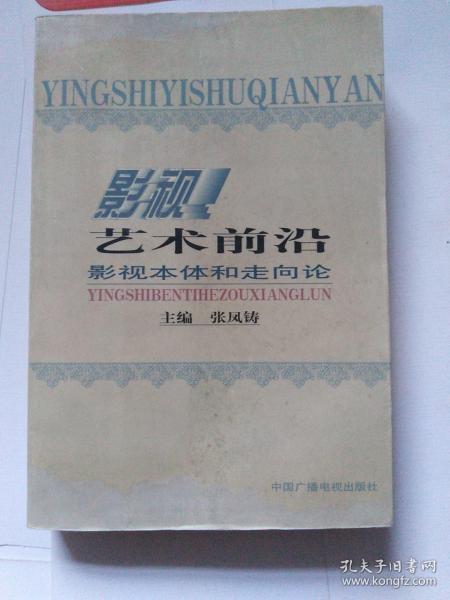 YINGSHIYISHUQIANYAN
影视
艺术前沿
影视本体和走向论
YINGSHIBENTIHEZOUXIANGLUN
主编 张凤铸
中国广播电视出版社
孔夫子旧书网
www.kongfz.com